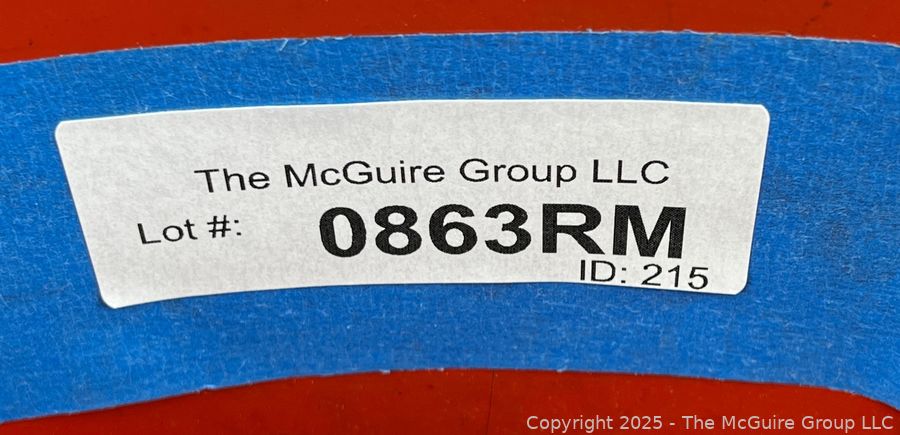 The McGuire Group LLC
Lot #: 0863RM
ID: 215
Copyright 2025 - The McGuire Group LLC